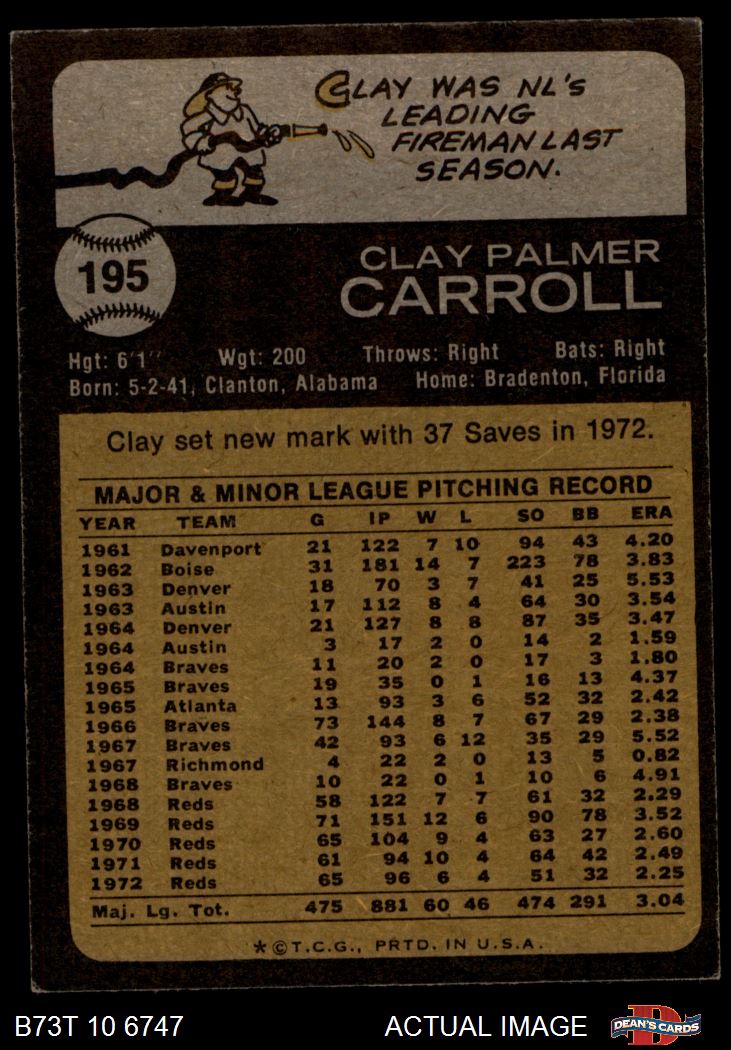 CLAY WAS NL'S
LEADING
FIREMAN LAST
SEASON.
195
CLAY PALMER
CARROLL
Hgt: 6'1" Wgt: 200 Throws: Right Bats: Right
Born: 5-2-41, Clanton, Alabama Home: Bradenton, Florida
Clay set new mark with 37 Saves in 1972.
MAJOR & MINOR LEAGUE PITCHING RECORD
YEAR TEAM G IP W L SO BB ERA
1961 Davenport 21 122 7 10 94 43 4.20
1962 Boise 31 181 14 7 223 78 3.83
1963 Denver 18 70 3 7 41 25 5.53
1963 Austin 17 112 8 4 64 30 3.54
1964 Denver 21 127 8 8 87 35 3.47
1964 Austin 3 17 2 0 14 2 1.59
1964 Braves 11 20 2 0 17 3 1.80
1965 Braves 19 35 0 1 16 13 4.37
1965 Atlanta 13 93 3 6 52 32 2.42
1966 Braves 73 144 8 7 67 29 2.38
1967 Braves 42 93 6 12 35 29 5.52
1967 Richmond 4 22 2 0 13 5 0.82
1968 Braves 10 22 0 1 10 6 4.91
1968 Reds 58 122 7 7 61 32 2.29
1969 Reds 71 151 12 6 90 78 3.52
1970 Reds 65 104 9 4 63 27 2.60
1971 Reds 61 94 10 4 64 42 2.49
1972 Reds 65 96 6 4 51 32 2.25
Maj. Lg. Tot. 475 881 60 46 474 291 3.04
*©T.C.G., PRTD. IN U.S.A.
B73T 10 6747 ACTUAL IMAGE DEAN'S CARDS